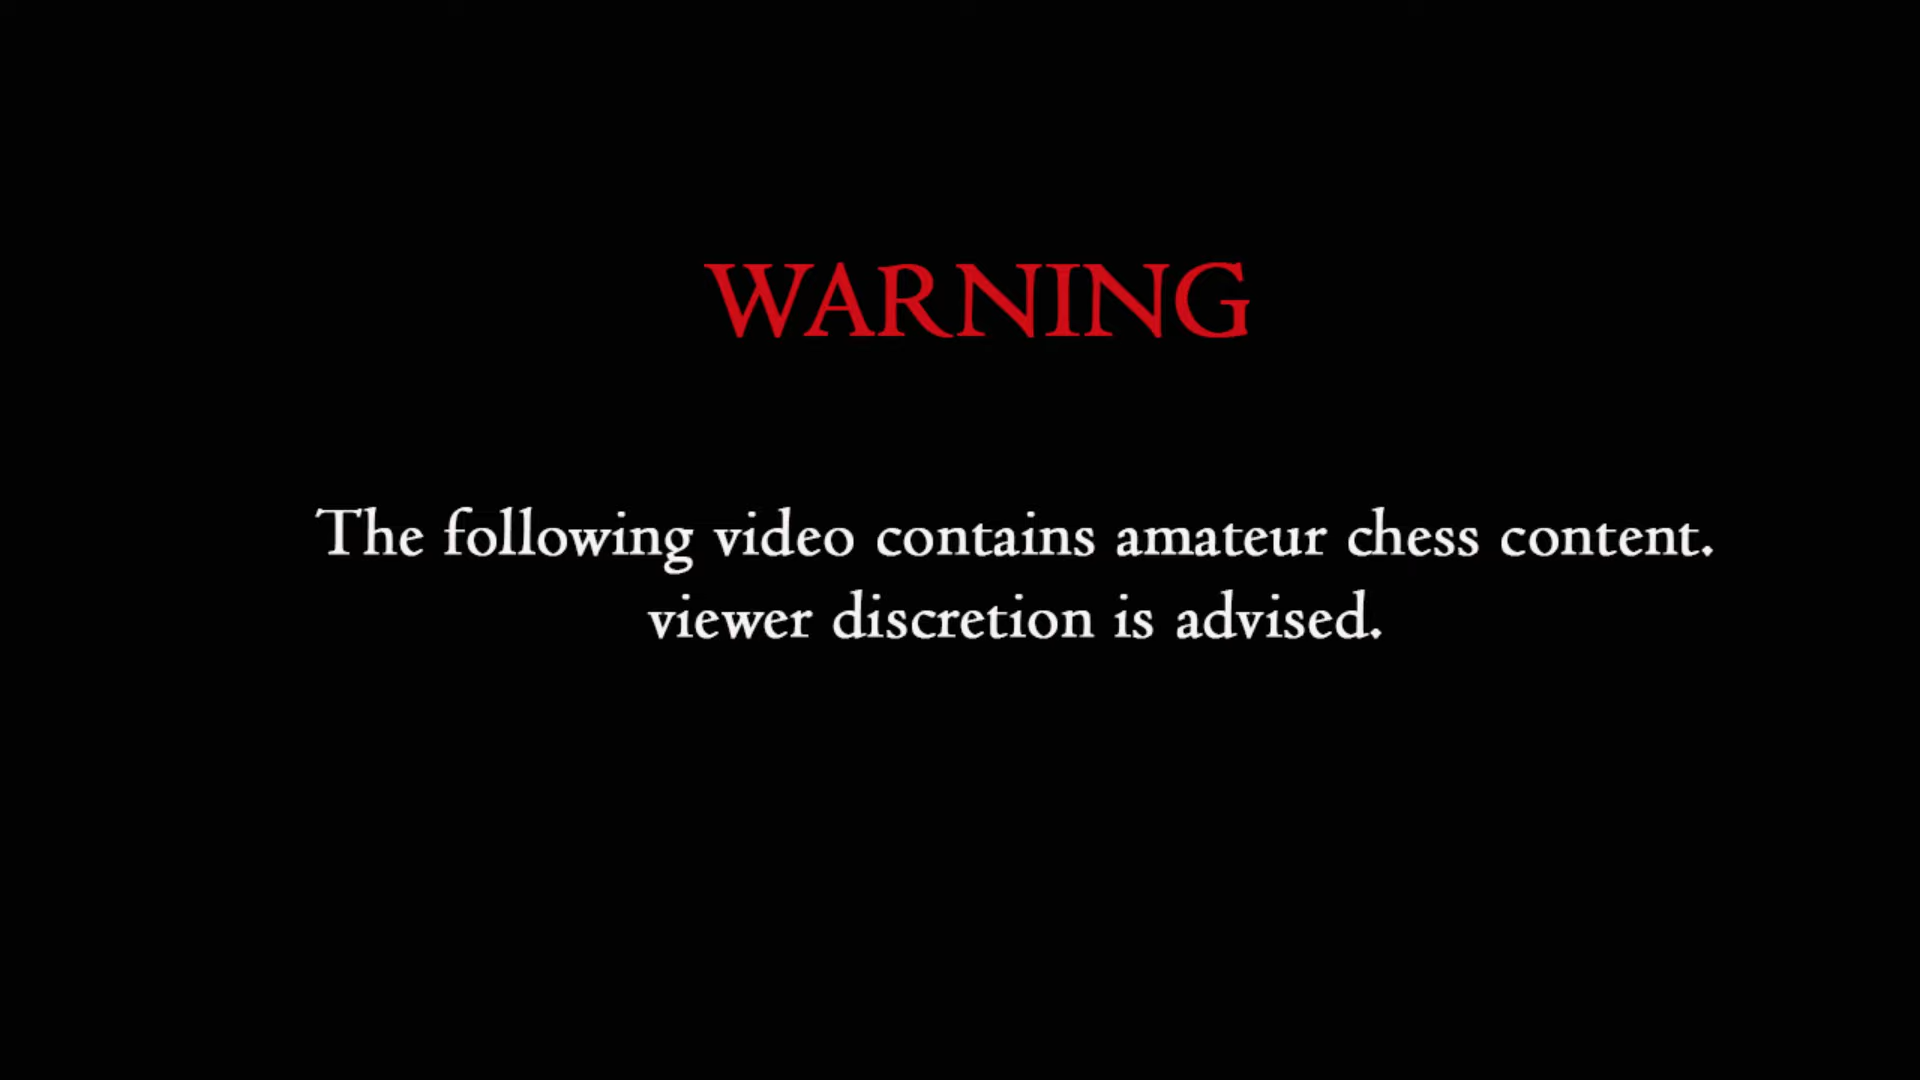 WARNING
The following video contains amateur chess content.
viewer discretion is advised.